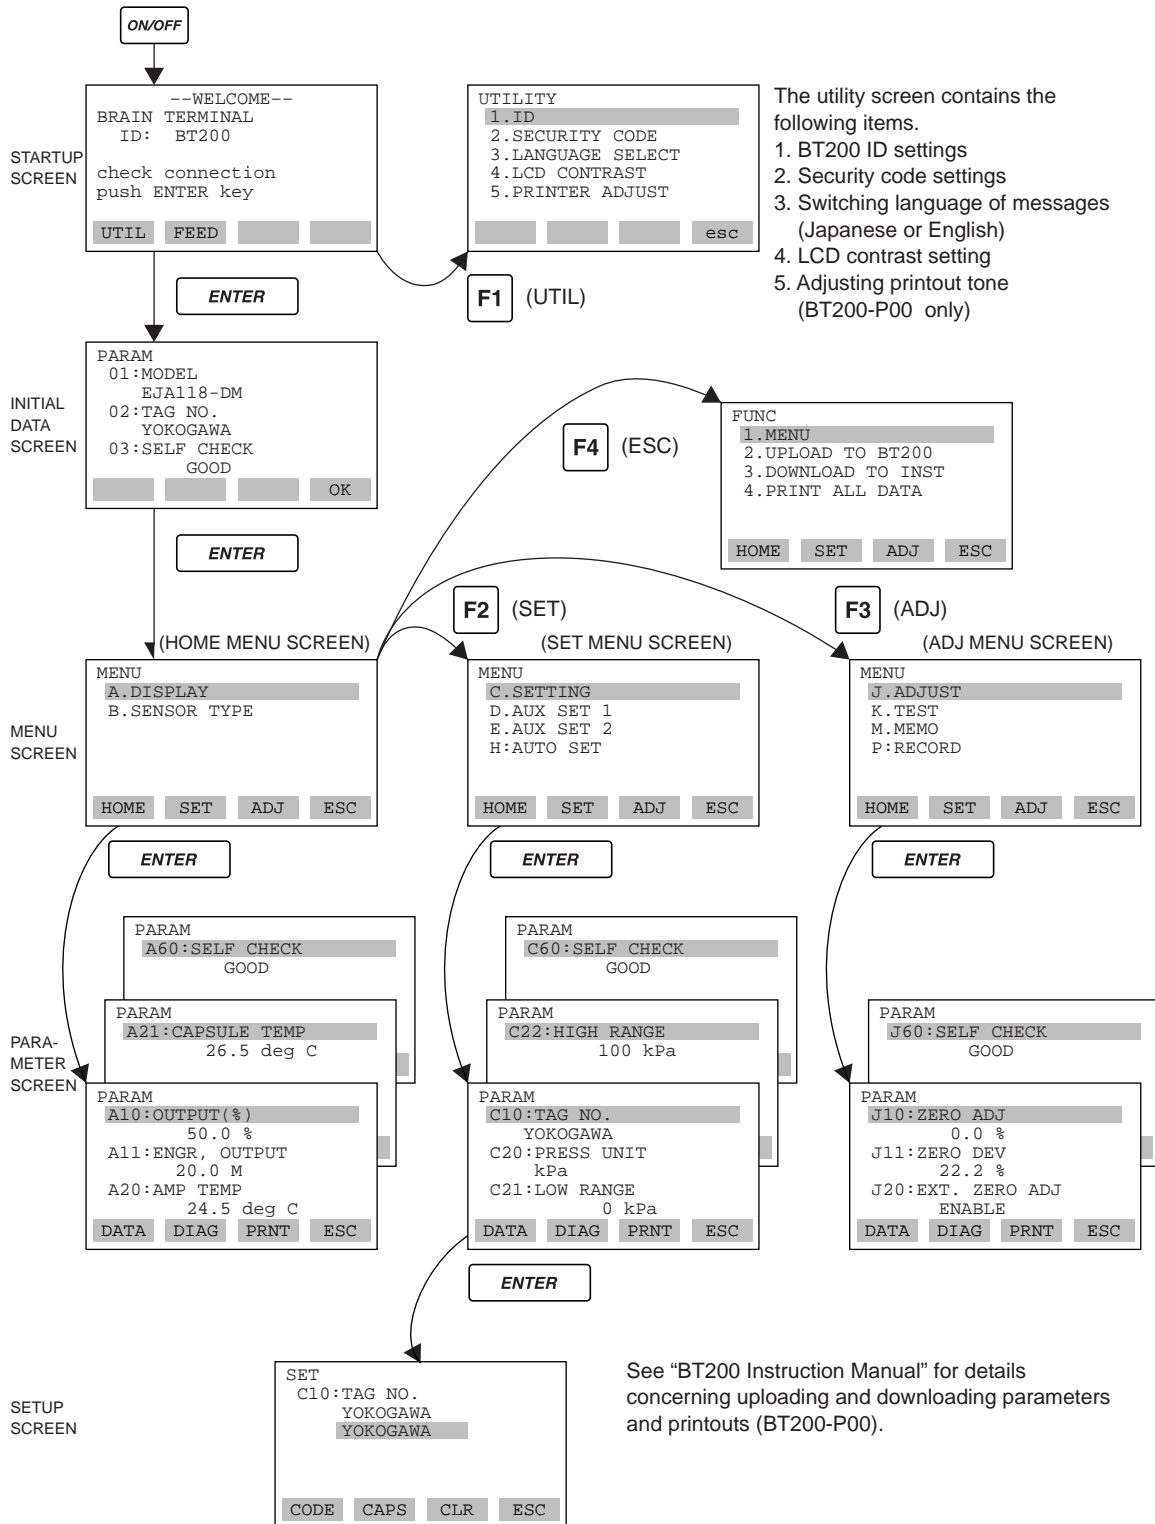 ON/OFF
STARTUP
SCREEN
--WELCOME--
BRAIN TERMINAL
ID: BT200
check connection
push ENTER key
UTIL FEED
UTILITY
1.ID
2.SECURITY CODE
3.LANGUAGE SELECT
4.LCD CONTRAST
5.PRINTER ADJUST
esc
The utility screen contains the
following items.
1. BT200 ID settings
2. Security code settings
3. Switching language of messages
(Japanese or English)
4. LCD contrast setting
5. Adjusting printout tone
(BT200-P00 only)
ENTER
F1 (UTIL)
INITIAL
DATA
SCREEN
PARAM
01:MODEL
EJA118-DM
02:TAG NO.
YOKOGAWA
03:SELF CHECK
GOOD
OK
ENTER
F4 (ESC)
FUNC
1.MENU
2.UPLOAD TO BT200
3.DOWNLOAD TO INST
4.PRINT ALL DATA
HOME SET ADJ ESC
F2 (SET)
F3 (ADJ)
(HOME MENU SCREEN)
(SET MENU SCREEN)
(ADJ MENU SCREEN)
MENU
SCREEN
MENU
A.DISPLAY
B.SENSOR TYPE
HOME SET ADJ ESC
MENU
C.SETTING
D.AUX SET 1
E.AUX SET 2
H:AUTO SET
HOME SET ADJ ESC
MENU
J.ADJUST
K.TEST
M.MEMO
P:RECORD
HOME SET ADJ ESC
ENTER
ENTER
ENTER
PARA-
METER
SCREEN
PARAM
A60:SELF CHECK
GOOD
PARAM
A21:CAPSULE TEMP
26.5 deg C
PARAM
A10:OUTPUT(%)
50.0 %
A11:ENGR, OUTPUT
20.0 M
A20:AMP TEMP
24.5 deg C
DATA DIAG PRNT ESC
PARAM
C60:SELF CHECK
GOOD
PARAM
C22:HIGH RANGE
100 kPa
PARAM
C10:TAG NO.
YOKOGAWA
C20:PRESS UNIT
kPa
C21:LOW RANGE
0 kPa
DATA DIAG PRNT ESC
PARAM
J60:SELF CHECK
GOOD
PARAM
J10:ZERO ADJ
0.0 %
J11:ZERO DEV
22.2 %
J20:EXT. ZERO ADJ
ENABLE
DATA DIAG PRNT ESC
ENTER
SETUP
SCREEN
SET
C10:TAG NO.
YOKOGAWA
YOKOGAWA
CODE CAPS CLR ESC
See “BT200 Instruction Manual” for details
concerning uploading and downloading parameters
and printouts (BT200-P00).